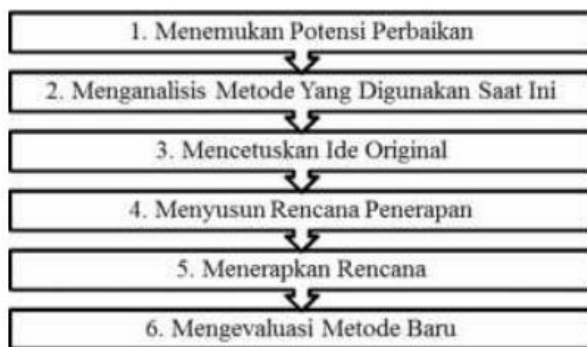 1. Menemukan Potensi Perbaikan
2. Menganalisis Metode Yang Digunakan Saat Ini
3. Mencetuskan Ide Original
4. Menyusun Rencana Penerapan
5. Menerapkan Rencana
6. Mengevaluasi Metode Baru